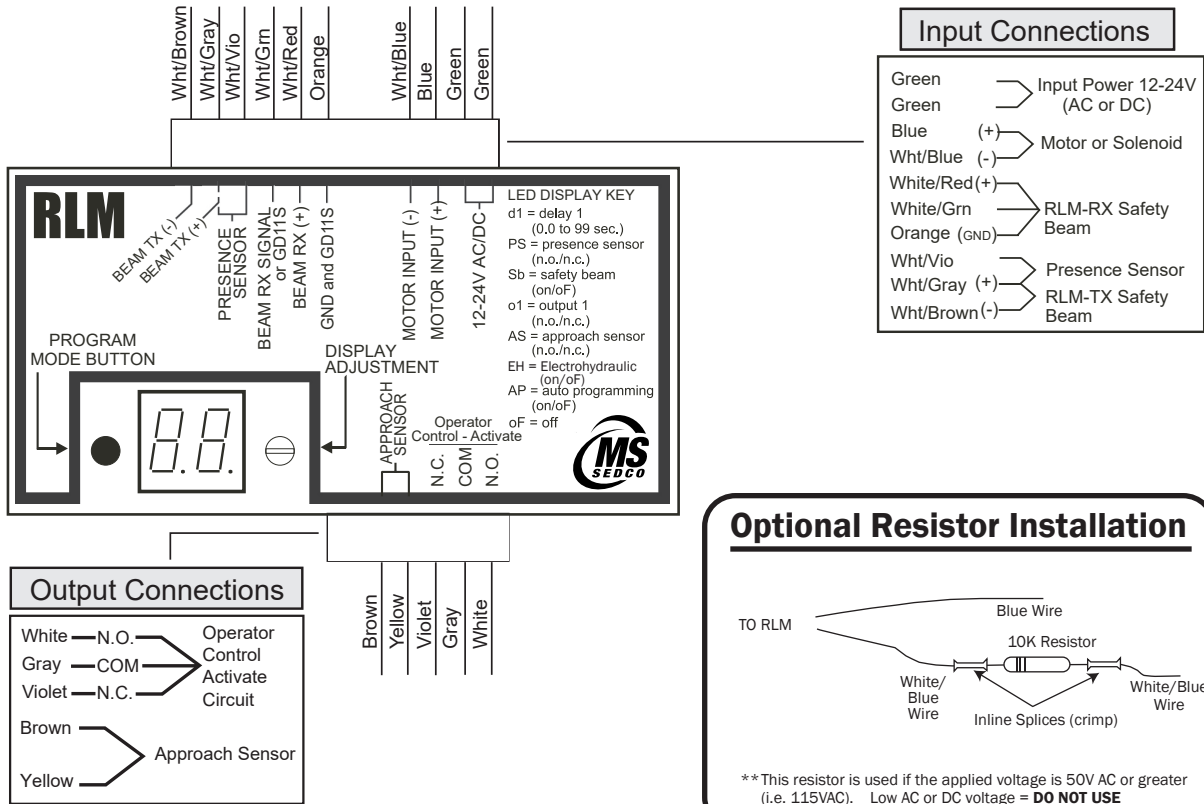 Wht/Brown
Wht/Gray
Wht/Vio
Wht/Grn
Wht/Red
Orange
Wht/Blue
Blue
Green
Green
Input Connections
Green
Green
Input Power 12-24V
(AC or DC)
Blue (+)
Wht/Blue (-)
Motor or Solenoid
White/Red(+)
White/Grn
Orange (GND)
RLM-RX Safety
Beam
Wht/Vio
Wht/Gray (+)
Wht/Brown(-)
Presence Sensor
RLM-TX Safety
Beam
RLM
BEAM TX (-)
BEAM TX (+)
PRESENCE
SENSOR
BEAM RX SIGNAL
or GD11S
BEAM RX (+)
GND and GD11S
MOTOR INPUT (-)
MOTOR INPUT (+)
12-24V AC/DC
LED DISPLAY KEY
d1 = delay 1
(0.0 to 99 sec.)
PS = presence sensor
(n.o./n.c.)
Sb = safety beam
(on/oF)
o1 = output 1
(n.o./n.c.)
AS = approach sensor
(n.o./n.c.)
EH = Electrohydraulic
(on/oF)
AP = auto programming
(on/oF)
oF = off
PROGRAM
MODE BUTTON
8.8.
DISPLAY
ADJUSTMENT
APPROACH
SENSOR
Operator
Control - Activate
N.C.
COM
N.O.
MS
SEDCO
Output Connections
White N.O.
Gray COM
Violet N.C.
Operator
Control
Activate
Circuit
Brown
Yellow
Approach Sensor
Brown
Yellow
Violet
Gray
White
Optional Resistor Installation
TO RLM
Blue Wire
10K Resistor
White/
Blue
Wire
White/Blue
Wire
Inline Splices (crimp)
**This resistor is used if the applied voltage is 50V AC or greater
(i.e. 115VAC). Low AC or DC voltage = DO NOT USE